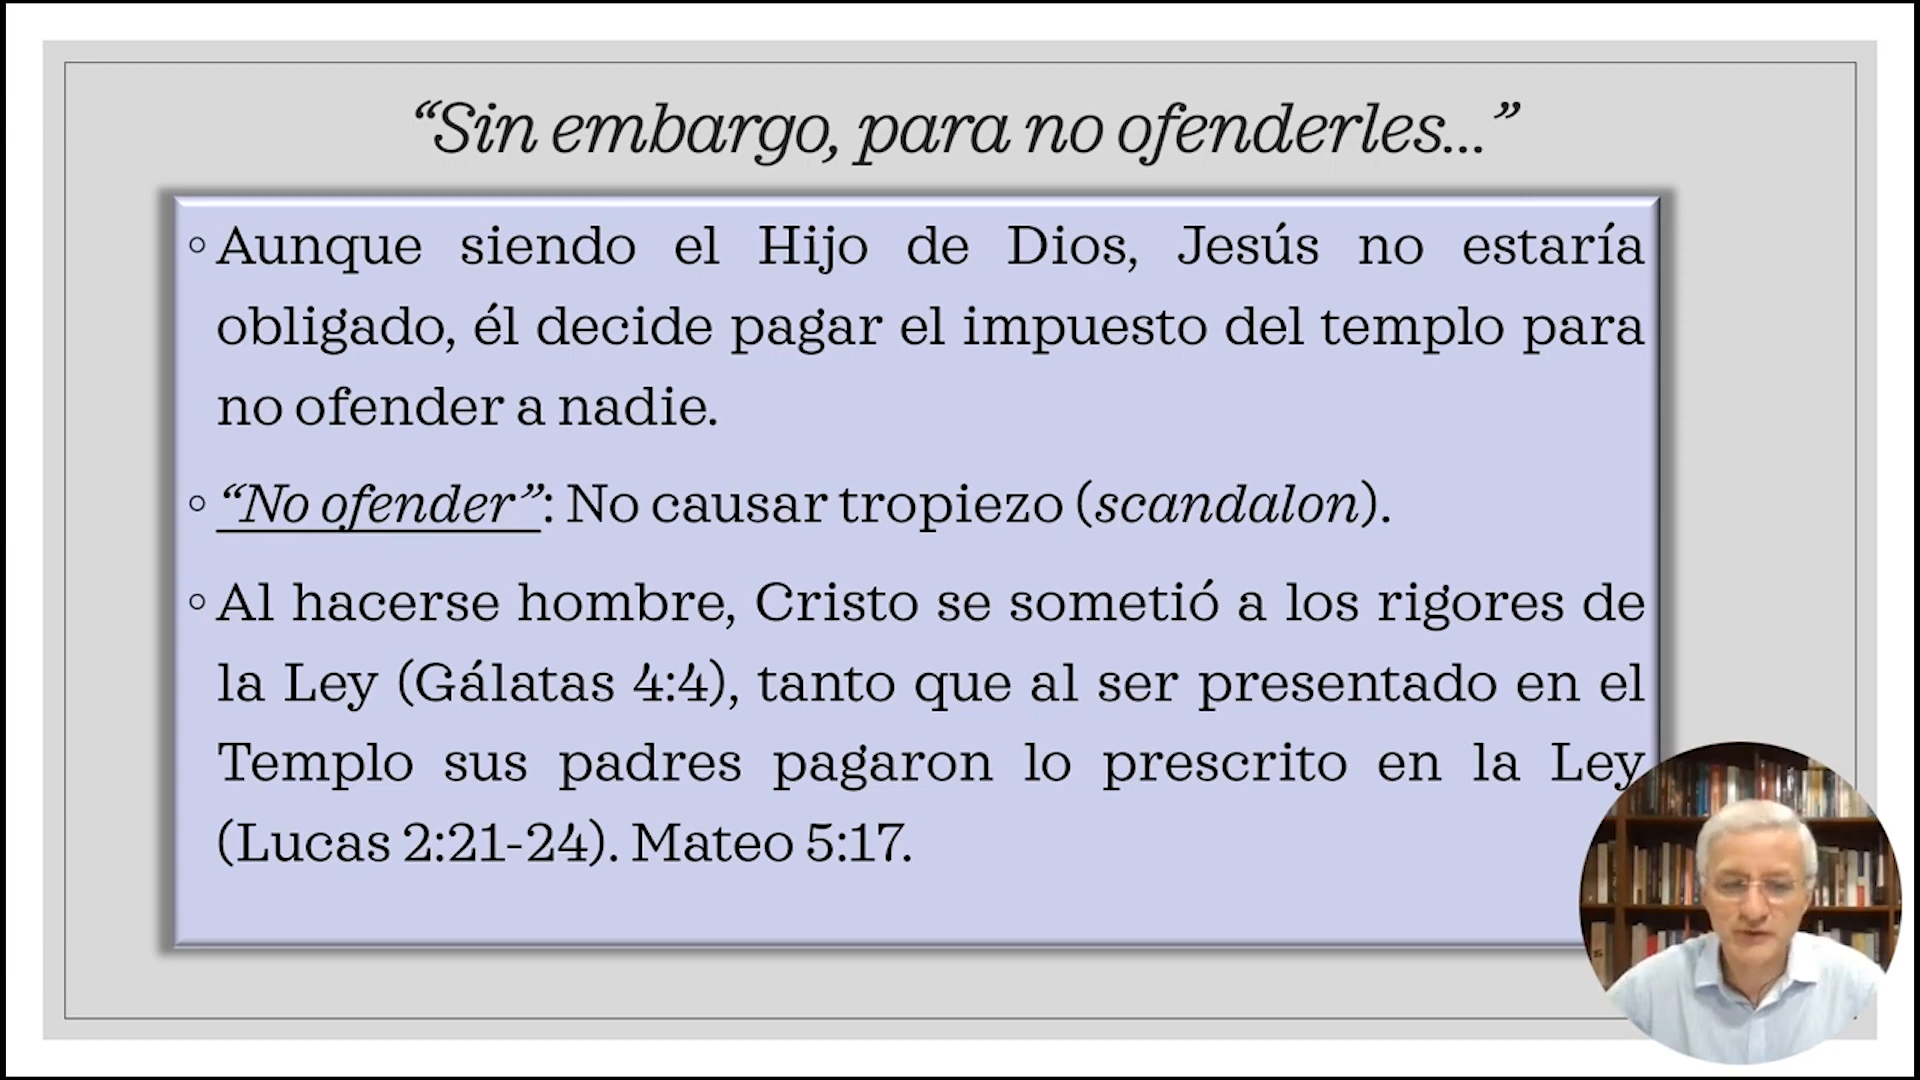 “Sin embargo, para no ofenderles...”
◦ Aunque siendo el Hijo de Dios, Jesús no estaría
obligado, él decide pagar el impuesto del templo para
no ofender a nadie.
◦ “No ofender”: No causar tropiezo (scandalon).
◦ Al hacerse hombre, Cristo se sometió a los rigores de
la Ley (Gálatas 4:4), tanto que al ser presentado en el
Templo sus padres pagaron lo prescrito en la Ley
(Lucas 2:21-24). Mateo 5:17.